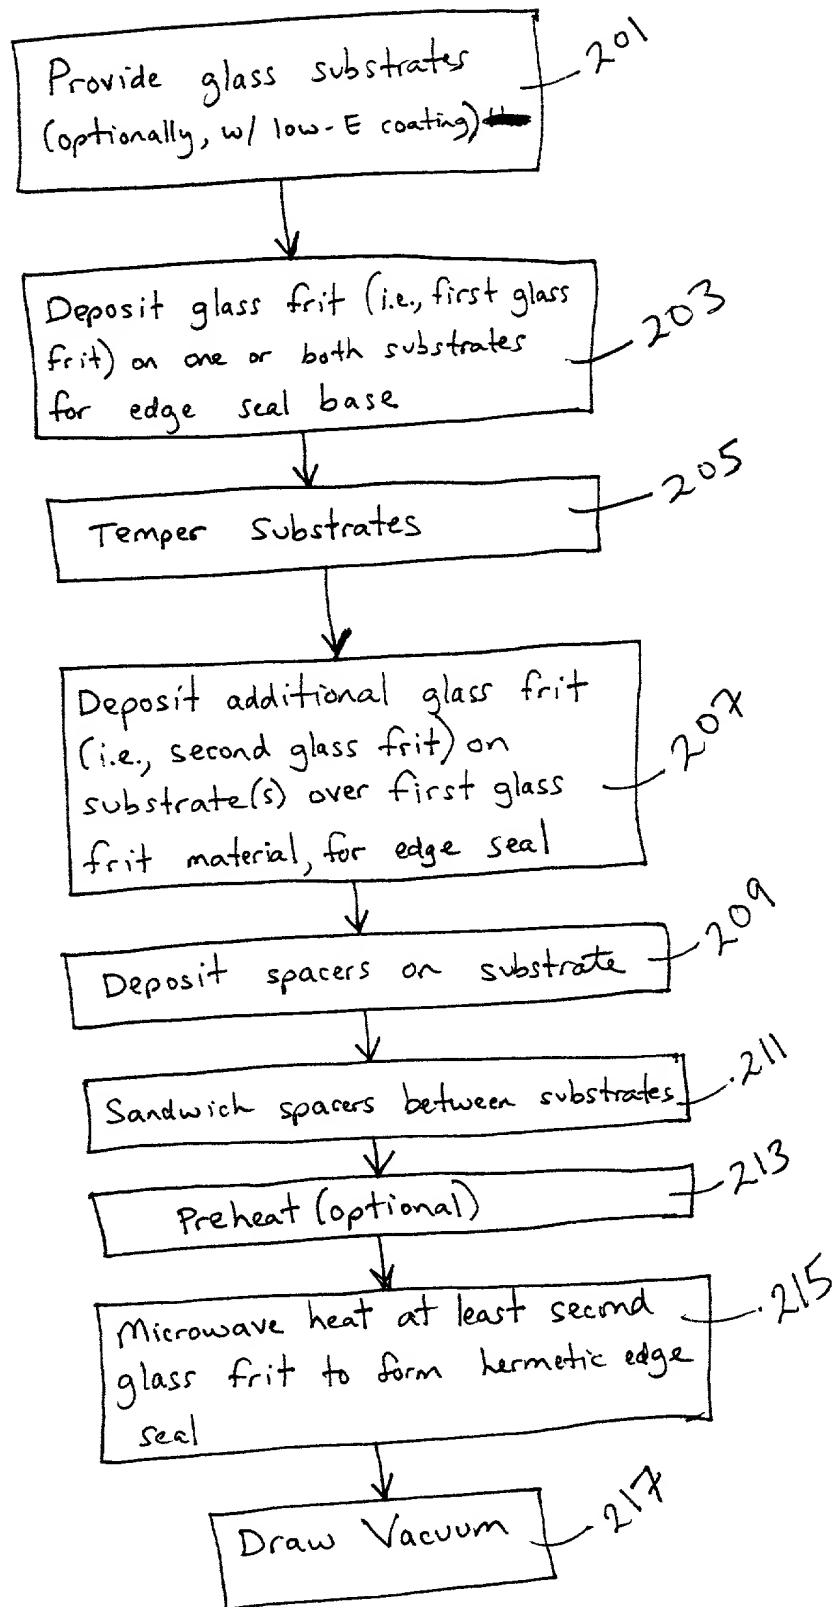 Provide glass substrates
201
(optionally, w/ low-E coating)
Deposit glass frit (i.e., first glass
frit) on one or both substrates
203
for edge seal base
Temper Substrates
205
Deposit additional glass frit
(i.e., second glass frit) on
207
substrate(s) over first glass
frit material, for edge seal
Deposit spacers on substrate
209
Sandwich spacers between substrates
211
Preheat (optional)
213
Microwave heat at least second
215
glass frit to form hermetic edge
seal
Draw Vacuum
217